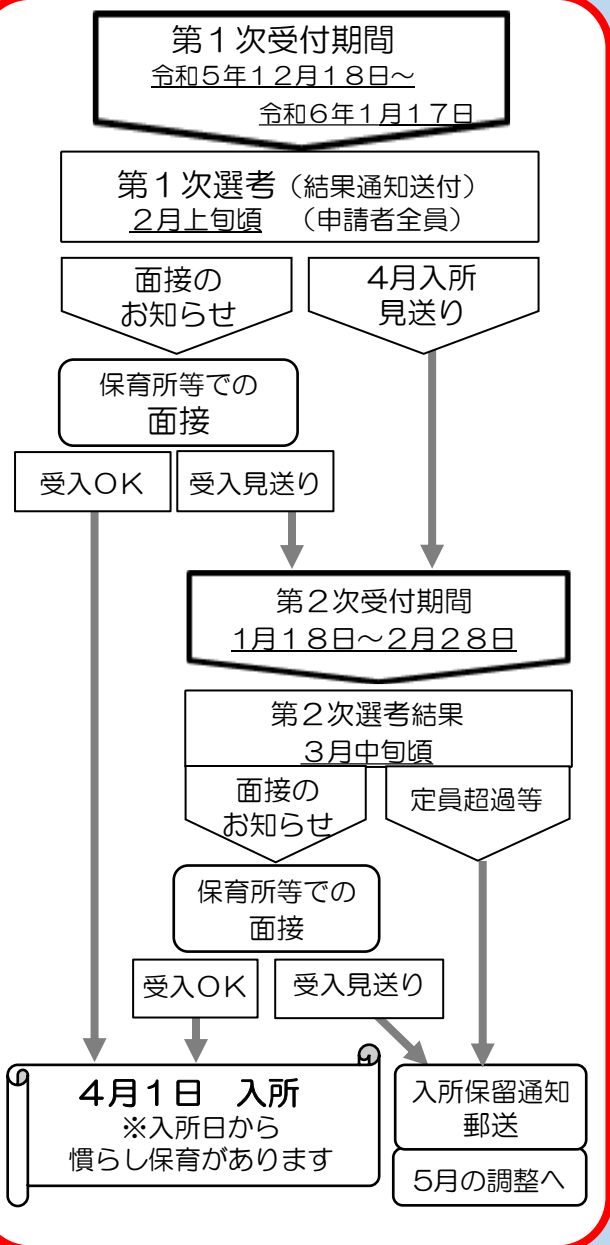 第１次受付期間
令和５年１２月１８日～
令和６年１月１７日
第１次選考（結果通知送付）
２月上旬頃　（申請者全員）
面接の
お知らせ
４月入所
見送り
保育所等での
面接
受入ＯＫ
受入見送り
第２次受付期間
１月１８日～２月２８日
第２次選考結果
３月中旬頃
面接の
お知らせ
定員超過等
保育所等での
面接
受入ＯＫ
受入見送り
４月１日　入所
※入所日から
慣らし保育があります
入所保留通知
郵送
５月の調整へ